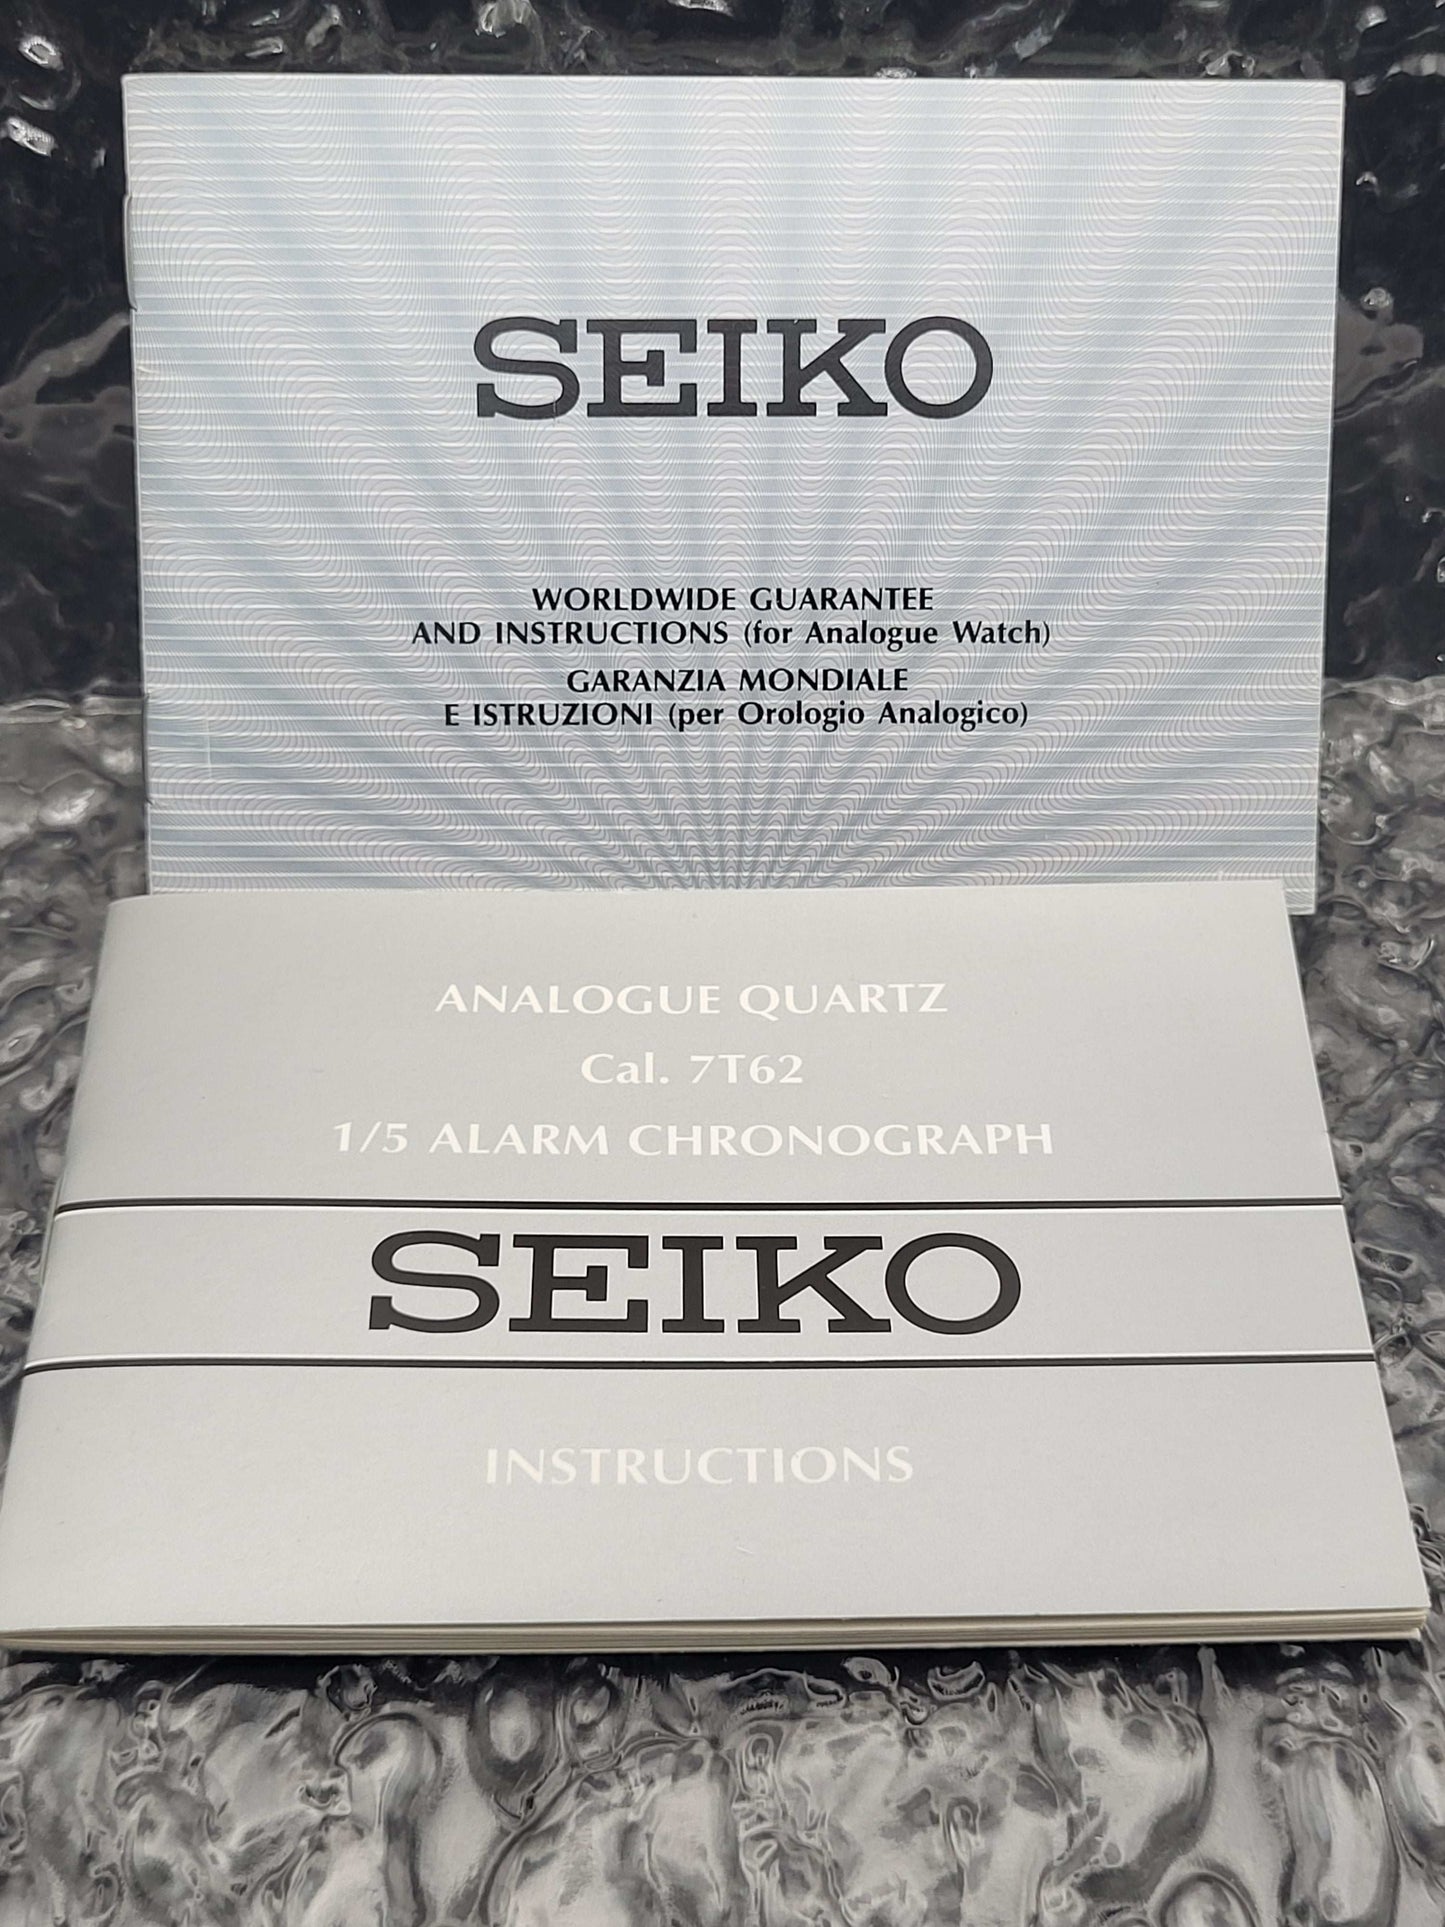 SEIKO
WORLDWIDE GUARANTEE
AND INSTRUCTIONS (for Analogue Watch)
GARANZIA MONDIALE
E ISTRUZIONI (per Orologio Analogico)
ANALOGUE QUARTZ
Cal. 7T62
1/5 ALARM CHRONOGRAPH
SEIKO
INSTRUCTIONS